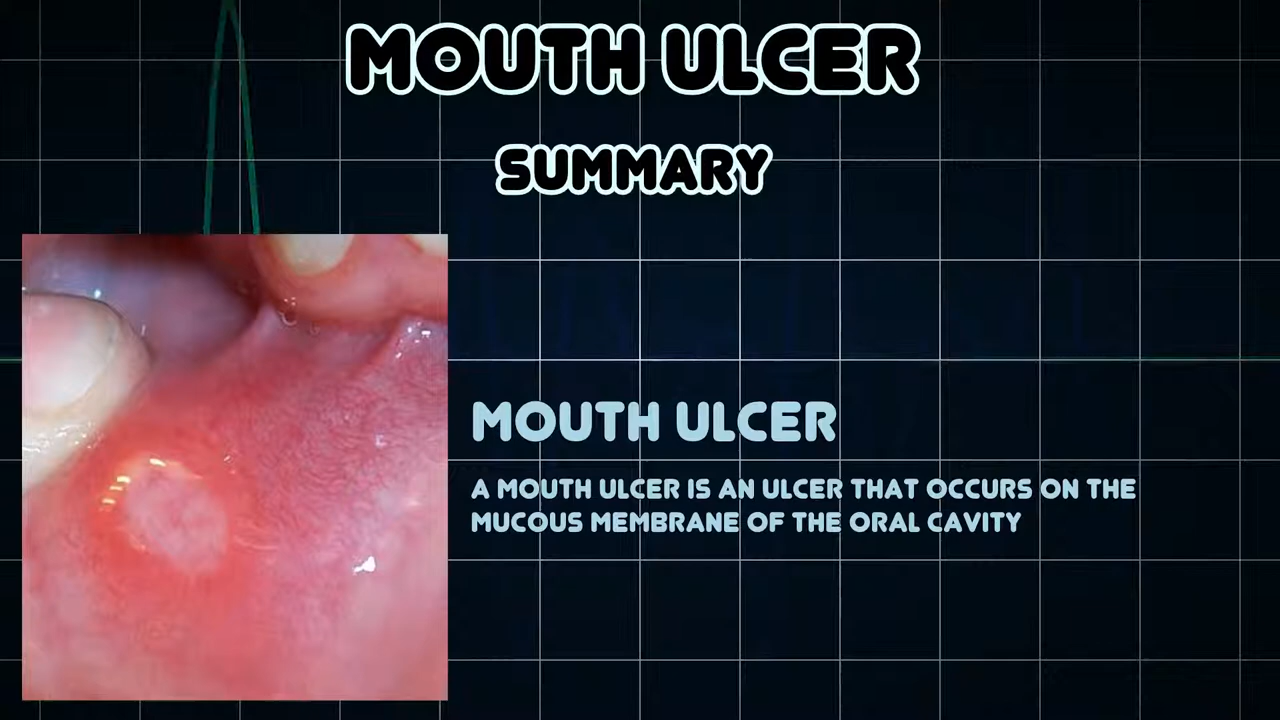 MOUTH ULCER
SUMMARY
MOUTH ULCER
A MOUTH ULCER IS AN ULCER THAT OCCURS ON THE
MUCOUS MEMBRANE OF THE ORAL CAVITY